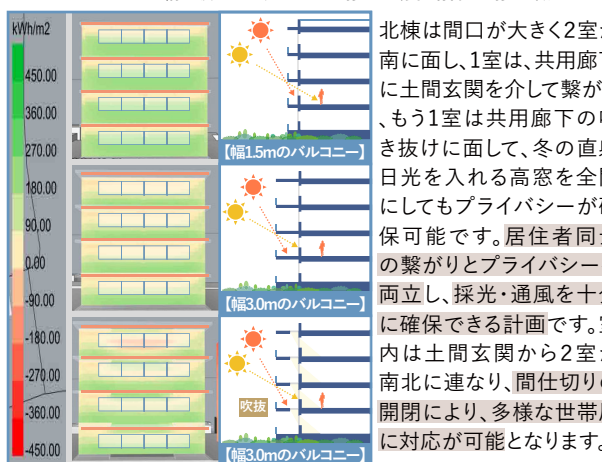 kWh/m2
450.00
360.00
270.00
180.00
90.00
0.00
-90.00
-180.00
-270.00
-360.00
-450.00
【幅1.5mのバルコニー】
【幅3.0mのバルコニー】
吹抜
【幅3.0mのバルコニー】
北棟は間口が大きく2室
南に面し、1室は、共用廊
に土間玄関を介して繋が
、もう1室は共用廊下の
き抜けに面して、冬の直
日光を入れる高窓を全
にしてもプライバシーが
保可能です。居住者同
の繋がりとプライバシー
両立し、採光・通風を十
に確保できる計画です。
内は土間玄関から2室
南北に連なり、間仕切り
開閉により、多様な世帯
に対応が可能となります。